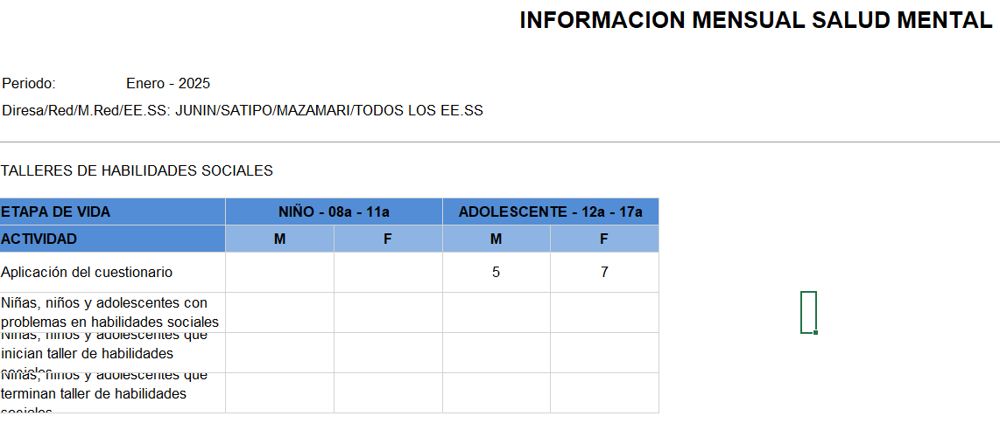 INFORMACION MENSUAL SALUD MENTAL
Periodo: Enero - 2025
Diresa/Red/M.Red/EE.SS: JUNIN/SATIPO/MAZAMARI/TODOS LOS EE.SS
TALLERES DE HABILIDADES SOCIALES
ETAPA DE VIDA NIÑO - 08a - 11a ADOLESCENTE - 12a - 17a
ACTIVIDAD M F M F
Aplicación del cuestionario 5 7
Niñas, niños y adolescentes con
problemas en habilidades sociales
Niñas, niños y adolescentes que
inician taller de habilidades
sociales
Niñas, niños y adolescentes que
terminan taller de habilidades
sociales